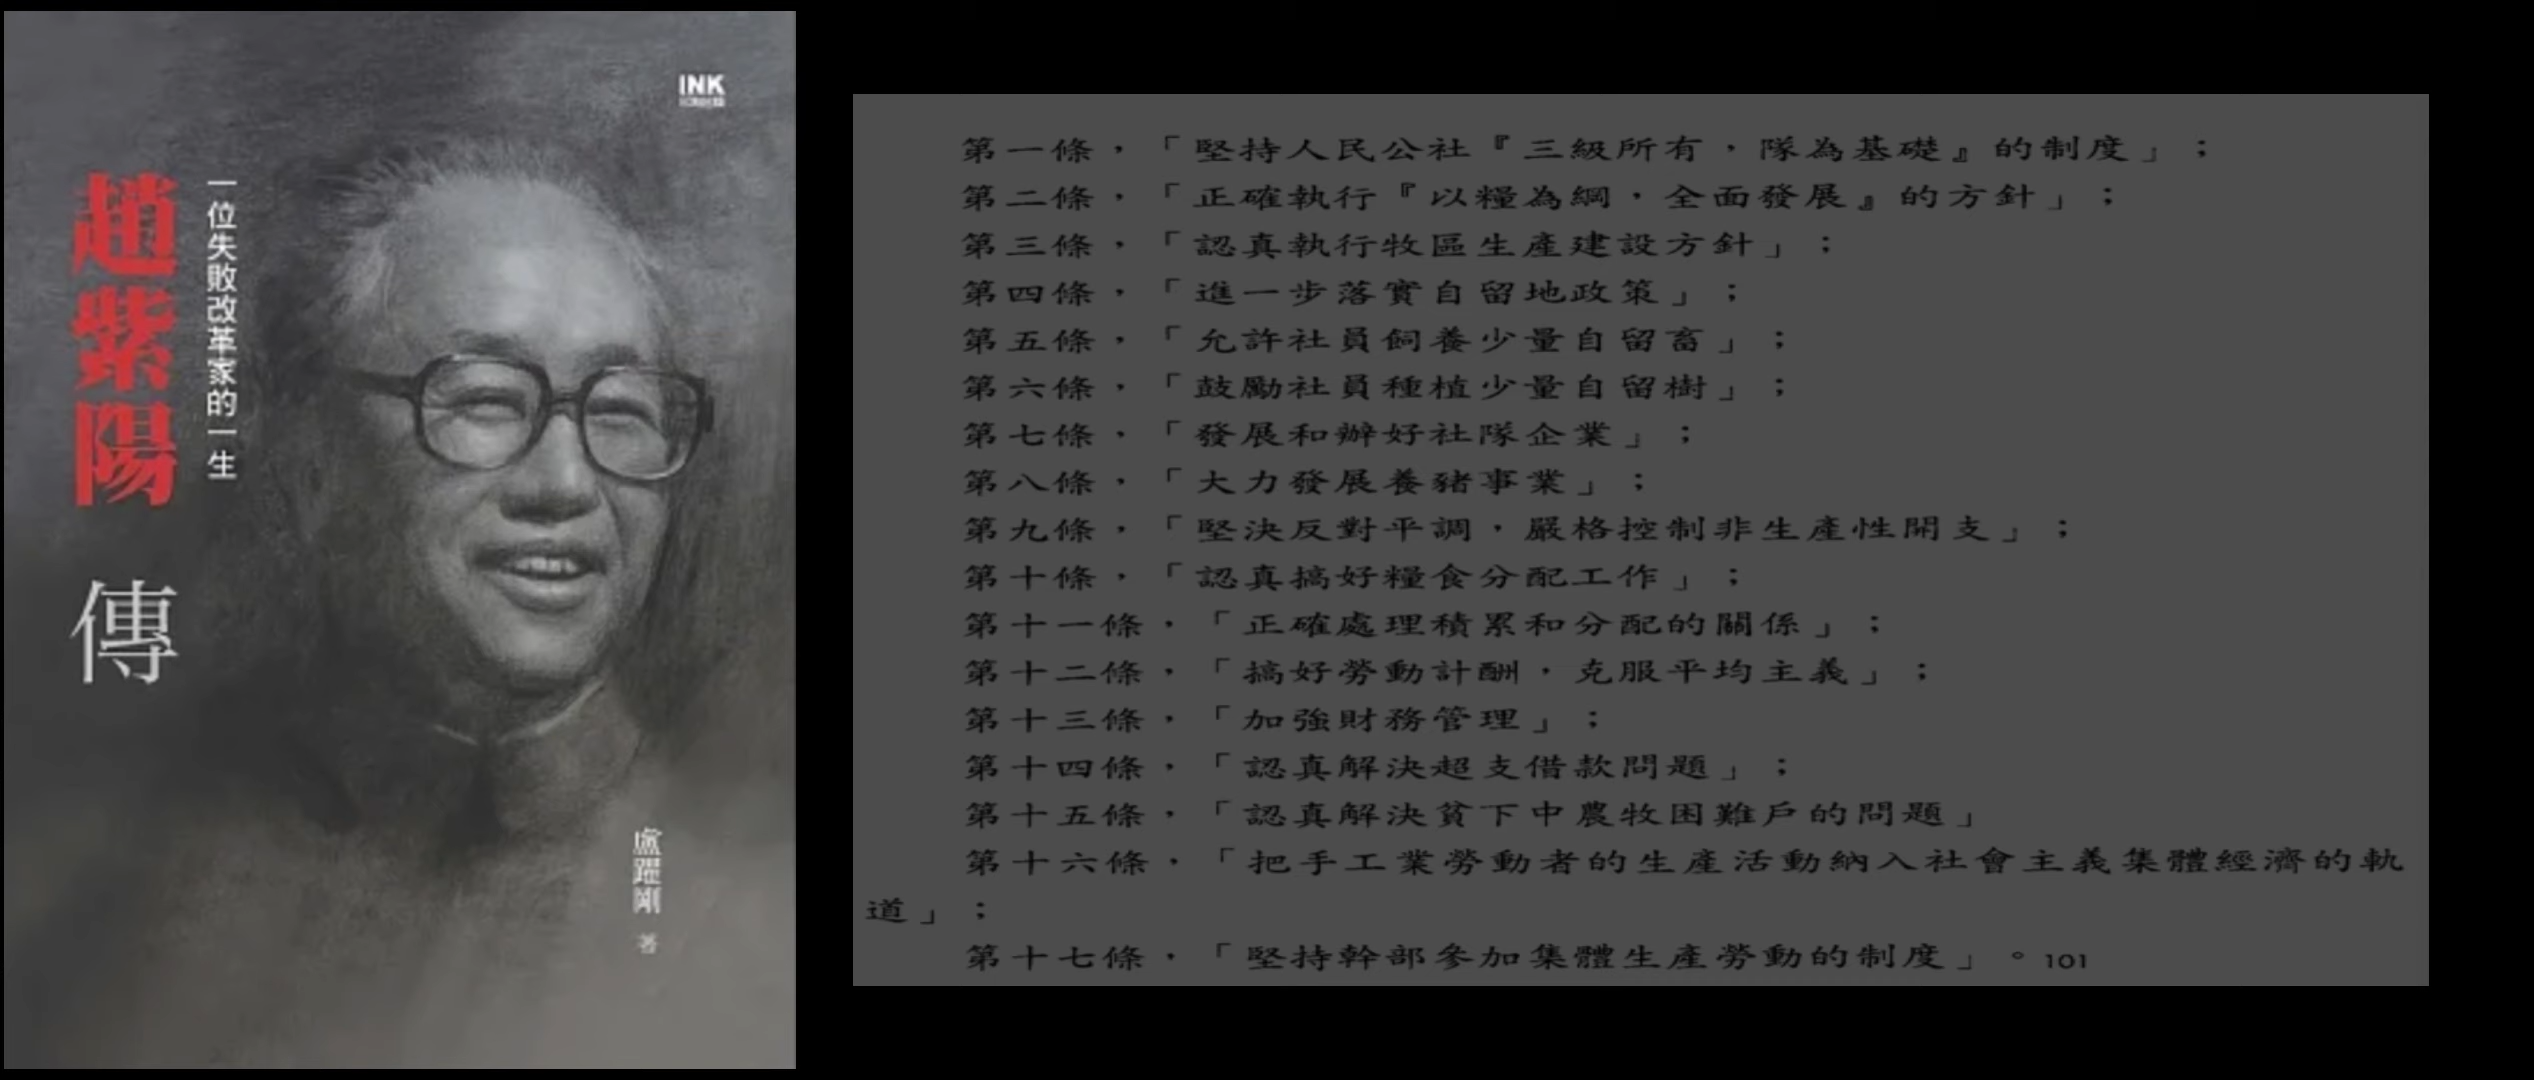 INK
趙紫陽 傳
一位失敗改革家的一生
盧躍剛 著
第一條，「堅持人民公社『三級所有，隊為基礎』的制度」；
第二條，「正確執行『以糧為綱，全面發展』的方針」；
第三條，「認真執行牧區生產建設方針」；
第四條，「進一步落實自留地政策」；
第五條，「允許社員飼養少量自留畜」；
第六條，「鼓勵社員種植少量自留樹」；
第七條，「發展和辦好社隊企業」；
第八條，「大力發展養豬事業」；
第九條，「堅決反對平調，嚴格控制非生產性開支」；
第十條，「認真搞好糧食分配工作」；
第十一條，「正確處理積累和分配的關係」；
第十二條，「搞好勞動計酬，克服平均主義」；
第十三條，「加強財務管理」；
第十四條，「認真解決超支借款問題」；
第十五條，「認真解決貧下中農牧困難戶的問題」
第十六條，「把手工業勞動者的生產活動納入社會主義集體經濟的軌
道」；
第十七條，「堅持幹部參加集體生產勞動的制度」。101